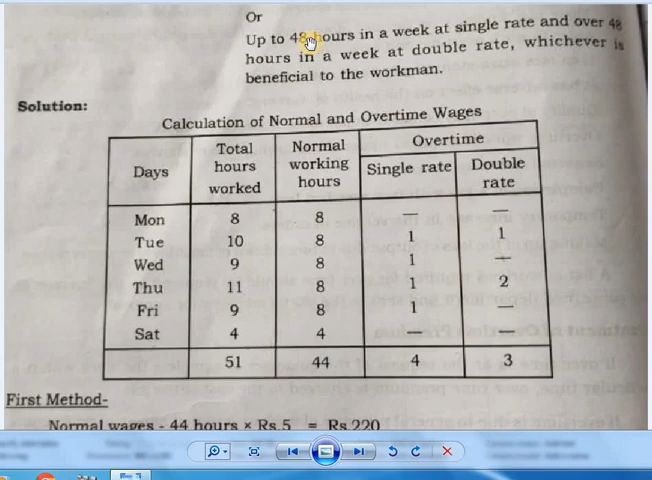 Or
Up to 48 hours in a week at single rate and over 48
hours in a week at double rate, whichever is
beneficial to the workman.
Solution:
Calculation of Normal and Overtime Wages
Days Total hours worked Normal working hours Overtime
Single rate Double rate
Mon 8 8 — —
Tue 10 8 1 1
Wed 9 8 1 —
Thu 11 8 1 2
Fri 9 8 1 —
Sat 4 4 — —
51 44 4 3
First Method-
Normal wages - 44 hours × Rs.5 = Rs.220